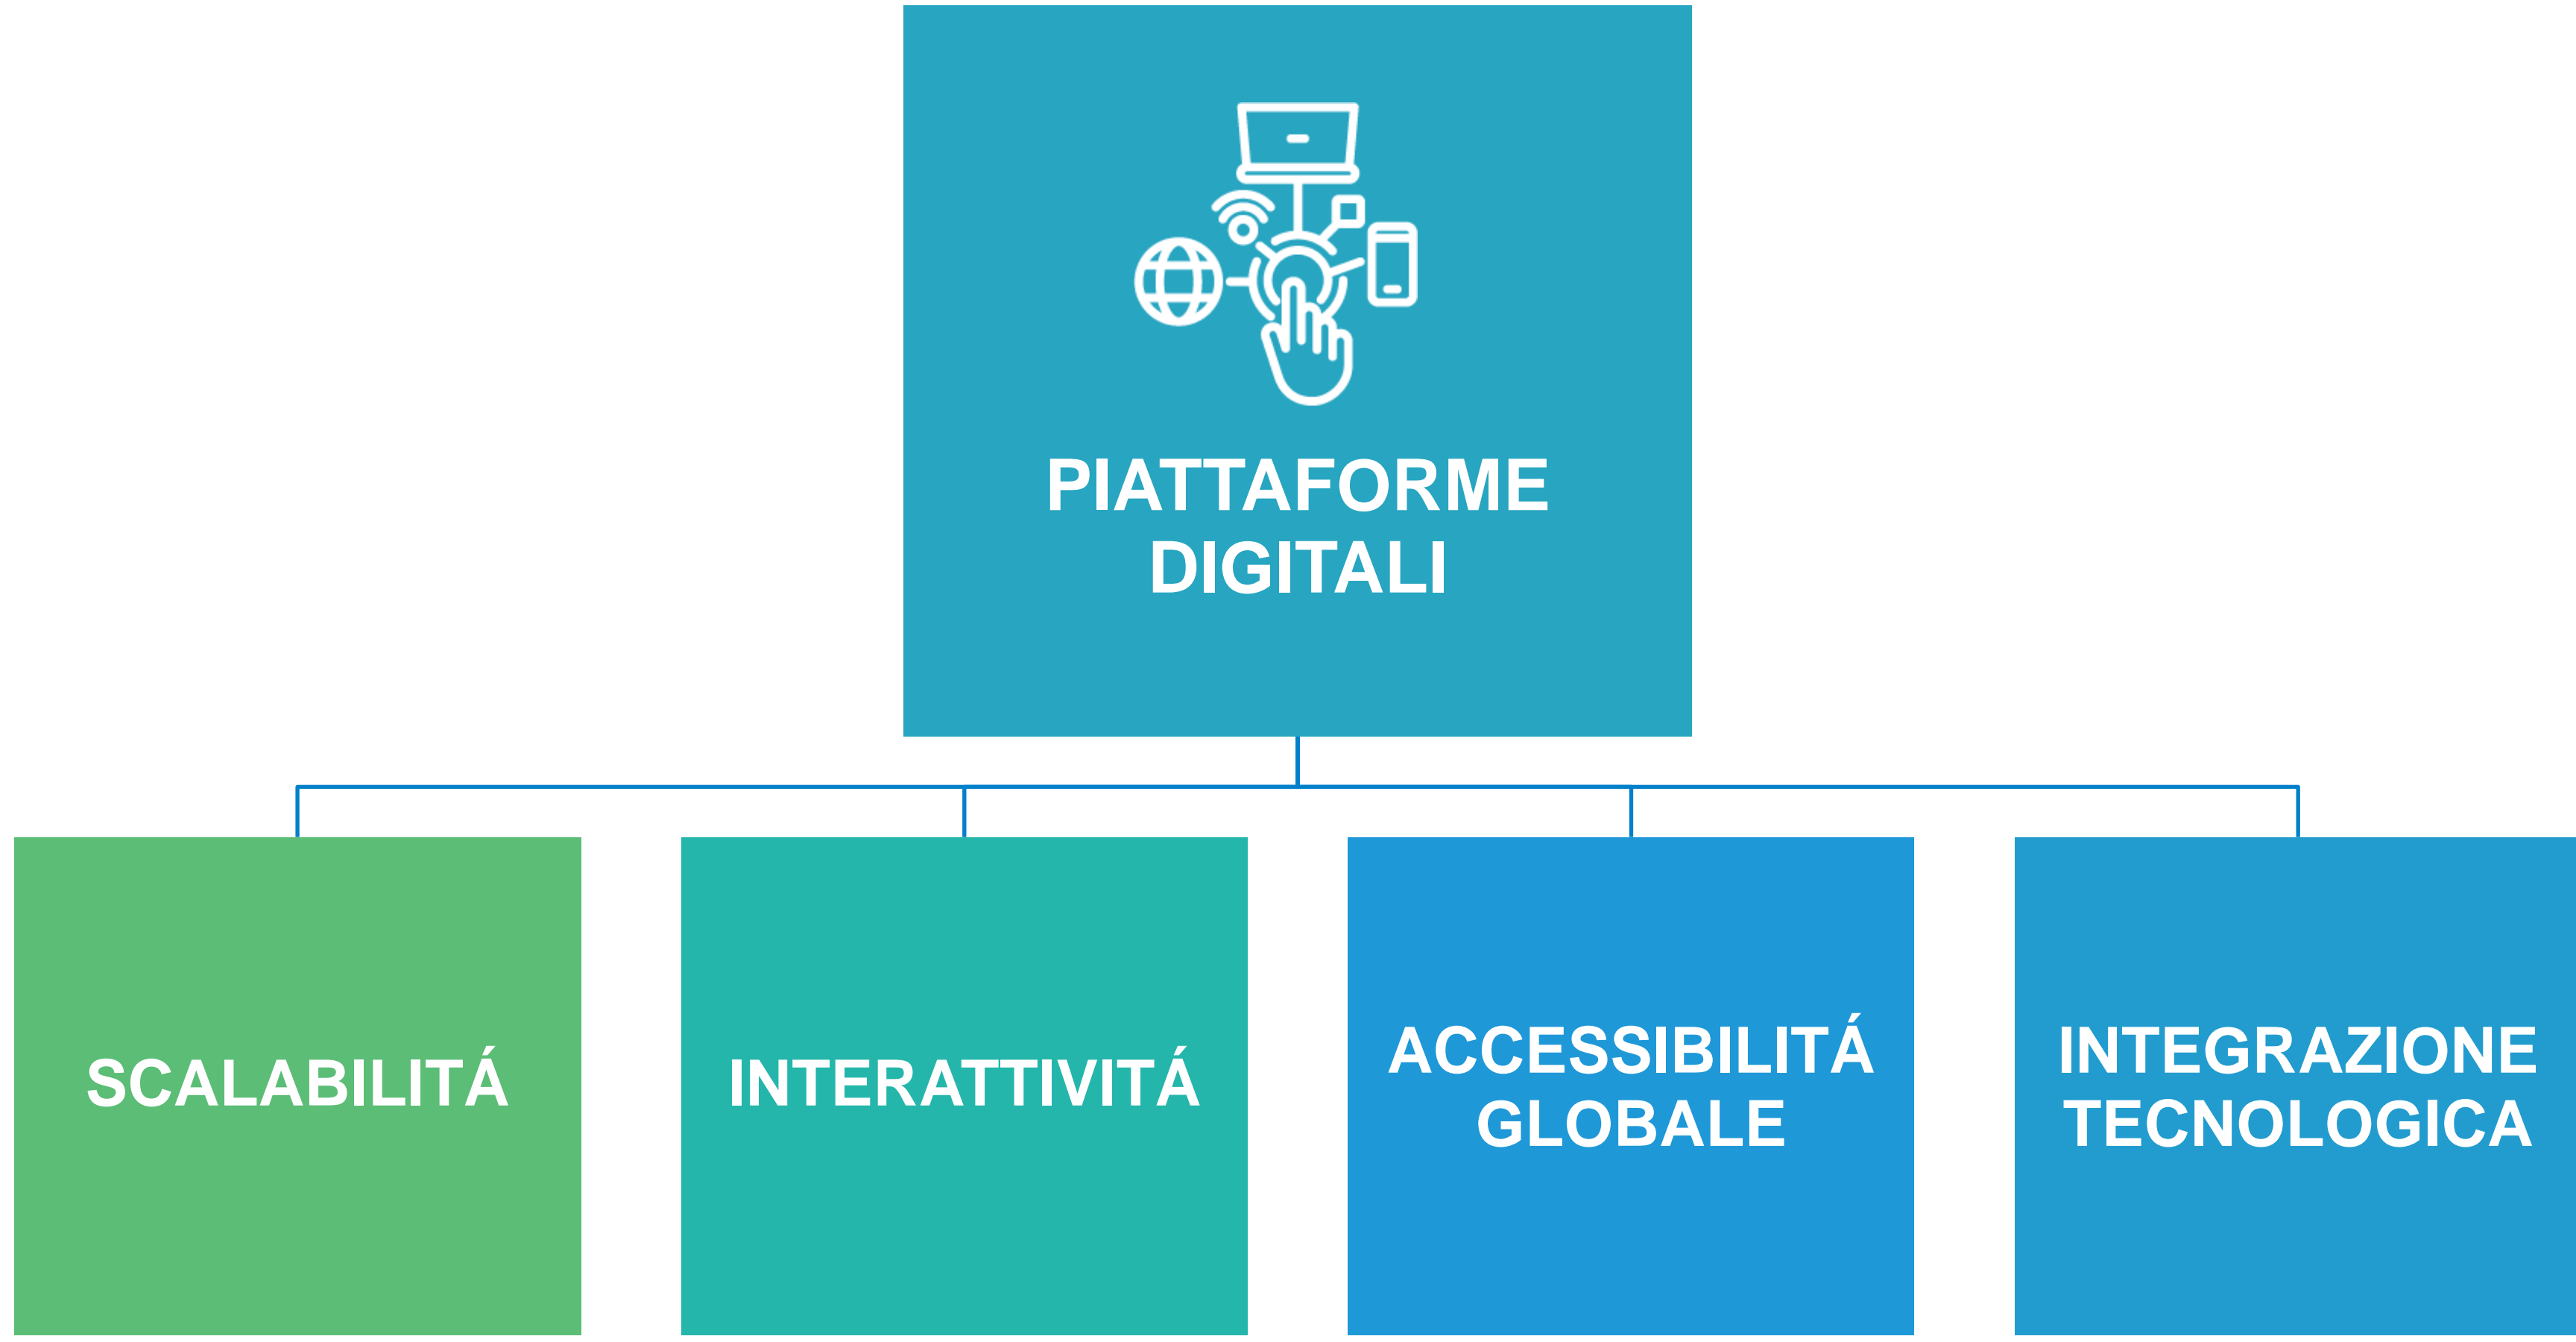 PIATTAFORME
DIGITALI
SCALABILITÁ
INTERATTIVITÁ
ACCESSIBILITÁ
GLOBALE
INTEGRAZIONE
TECNOLOGICA